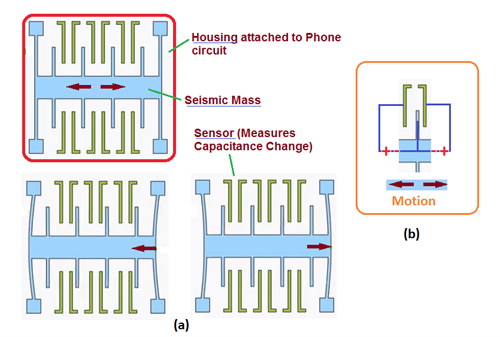 Housing attached to Phone
circuit
Seismic Mass
Sensor (Measures
Capacitance Change)
Motion
(b)
(a)